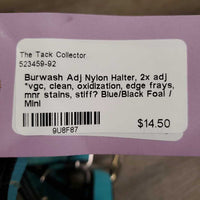 The Tack Collector
523459-92
Burwash Adj Nylon Halter, 2x adj
*vgc, clean, oxidization, edge frays,
mnr stains, stiff? Blue/Black Foal /
Mini
9U8F87
$14.50